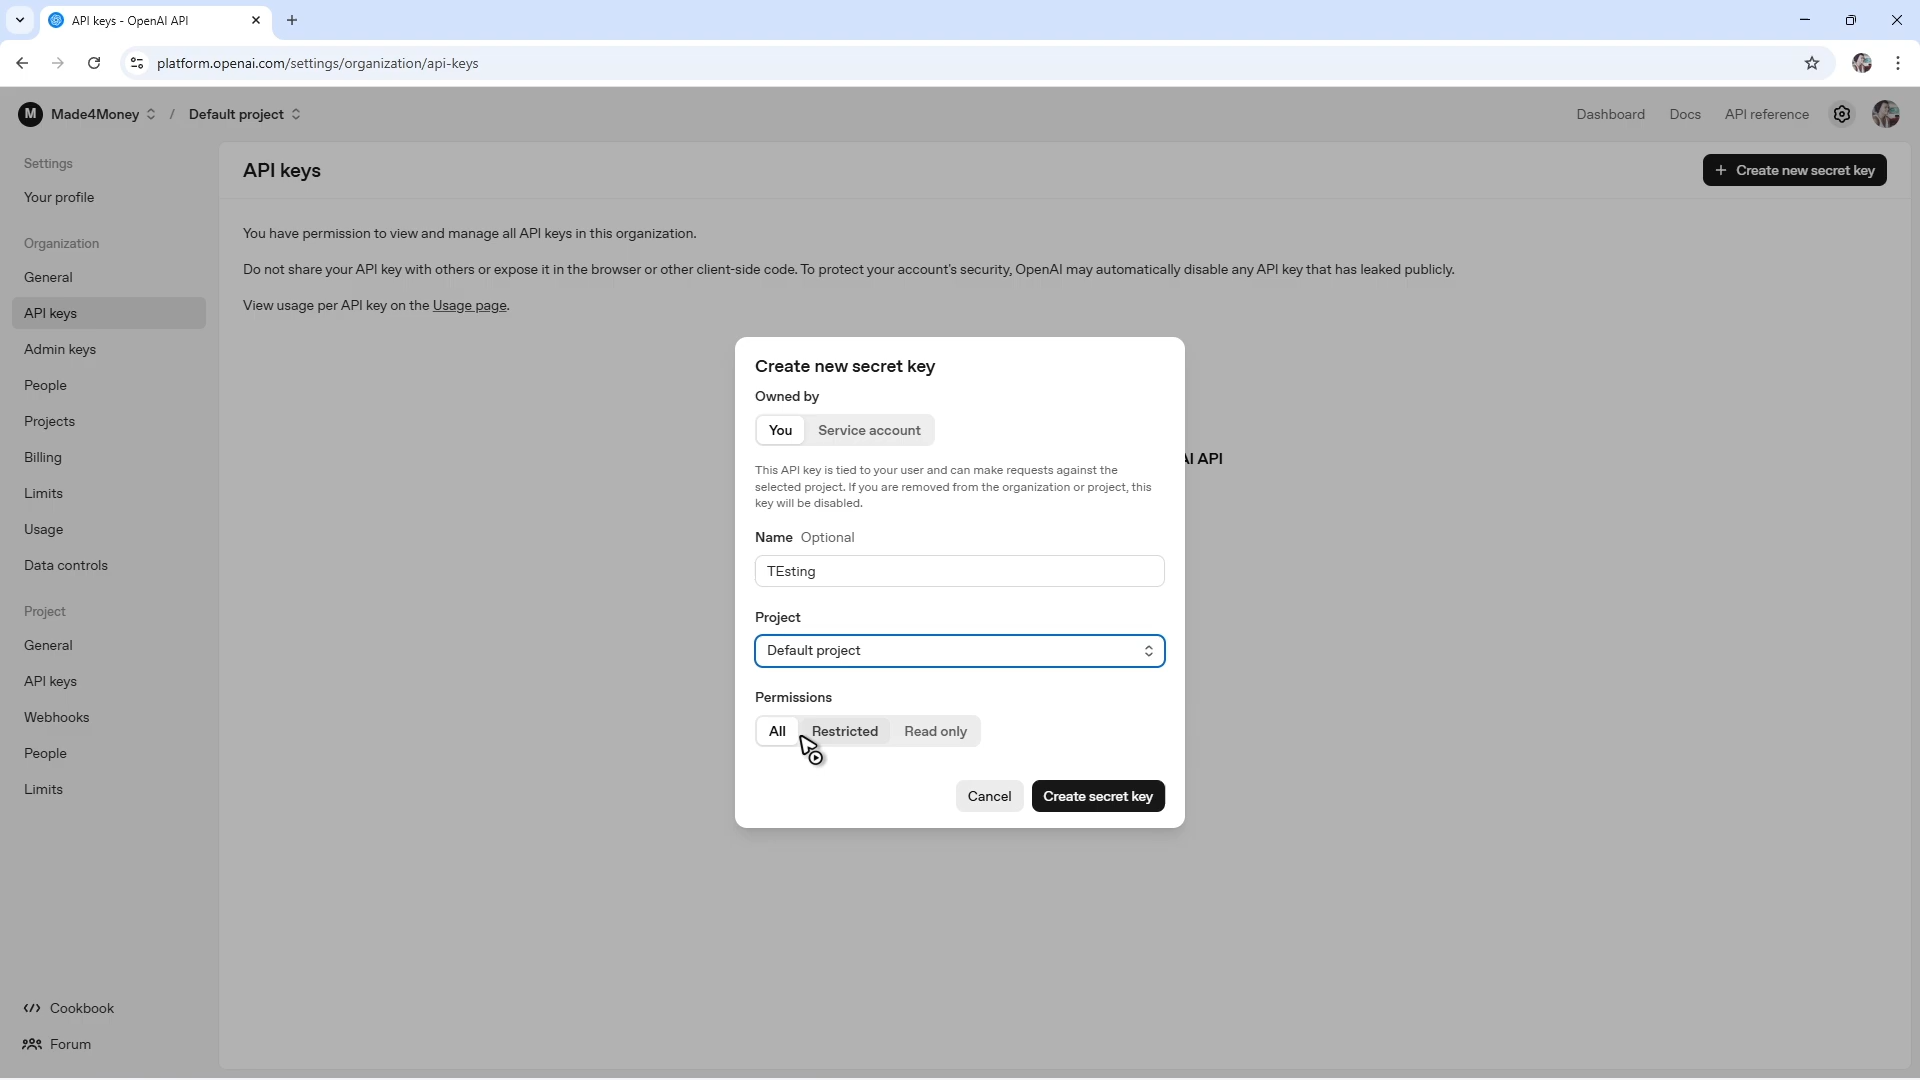 API keys - OpenAI API
platform.openai.com/settings/organization/api-keys
M Made4Money / Default project
Dashboard Docs API reference
Settings
Your profile
Organization
General
API keys
Admin keys
People
Projects
Billing
Limits
Usage
Data controls
Project
General
API keys
Webhooks
People
Limits
Cookbook
Forum
API keys
+ Create new secret key
You have permission to view and manage all API keys in this organization.
Do not share your API key with others or expose it in the browser or other client-side code. To protect your account's security, OpenAI may automatically disable any API key that has leaked publicly.
View usage per API key on the Usage page.
AI API
Create new secret key
Owned by
You Service account
This API key is tied to your user and can make requests against the
selected project. If you are removed from the organization or project, this
key will be disabled.
Name Optional
TEsting
Project
Default project
Permissions
All Restricted Read only
Cancel Create secret key